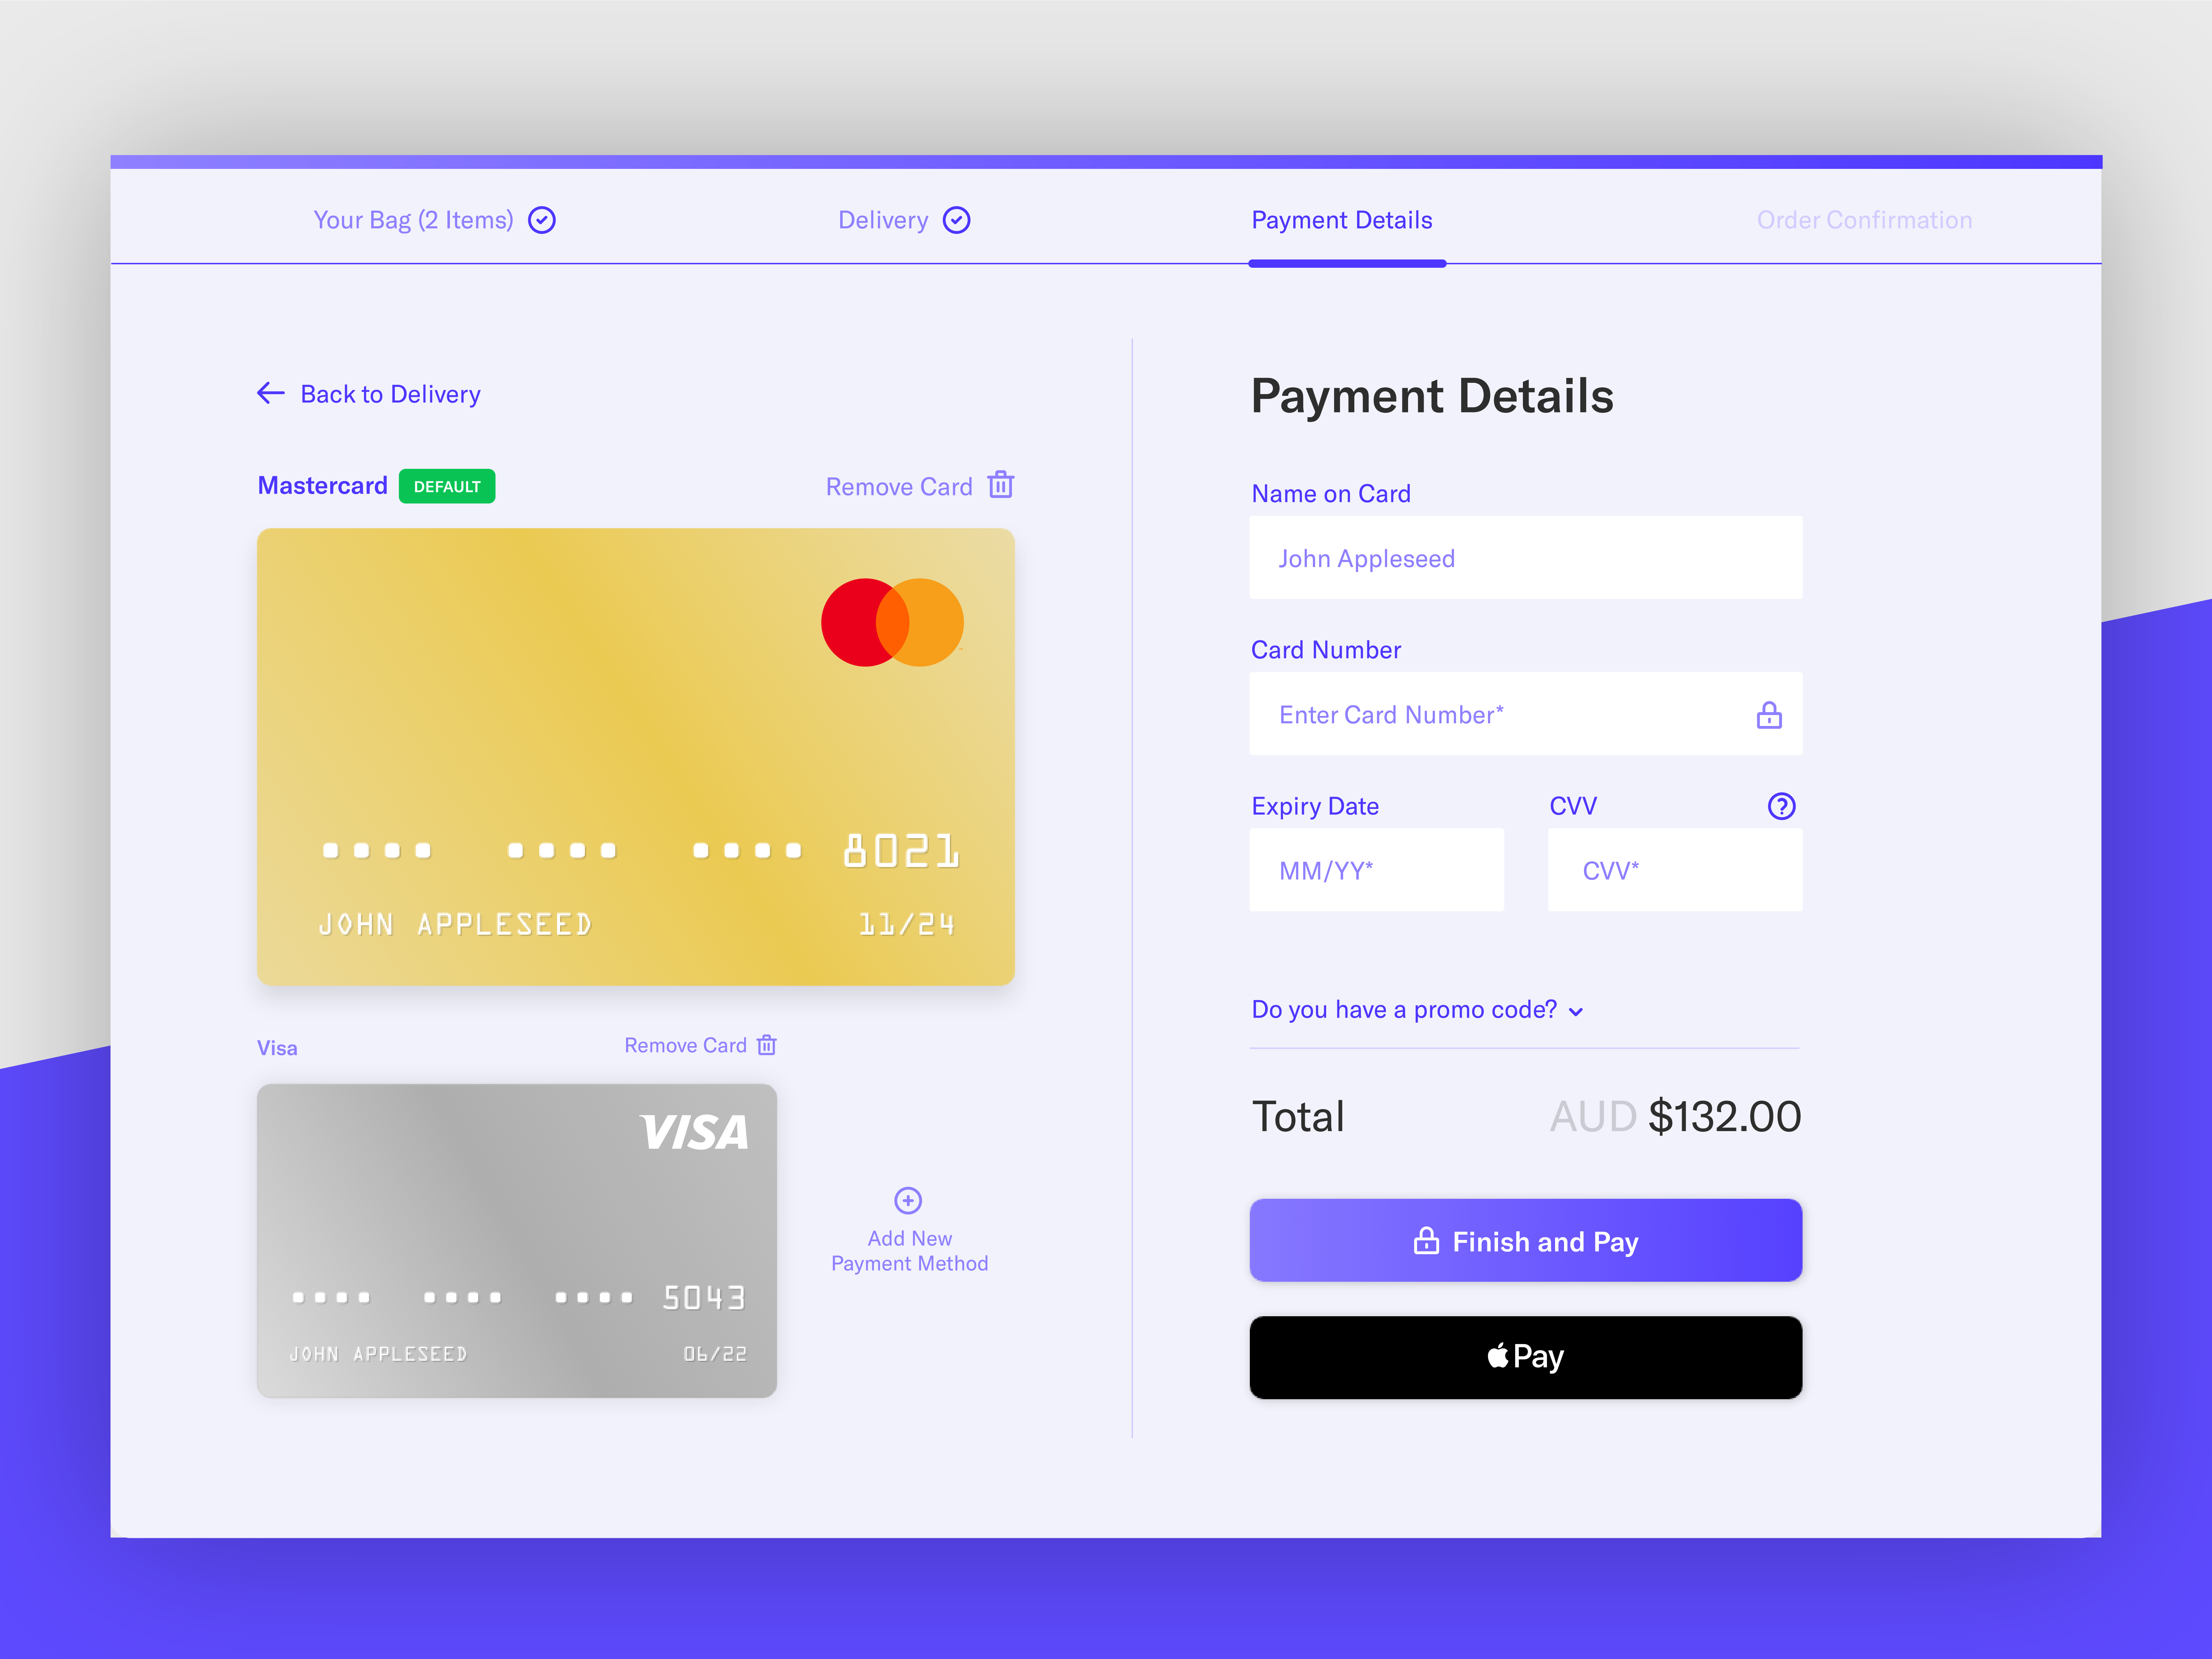 Your Bag (2 Items)
Delivery
Payment Details
Order Confirmation
Back to Delivery
Mastercard DEFAULT
Remove Card
8021
JOHN APPLESEED 11/24
Visa
Remove Card
VISA
5043
JOHN APPLESEED 06/22
Add New
Payment Method
Payment Details
Name on Card
John Appleseed
Card Number
Enter Card Number*
Expiry Date
MM/YY*
CVV
CVV*
Do you have a promo code?
Total AUD $132.00
Finish and Pay
Pay